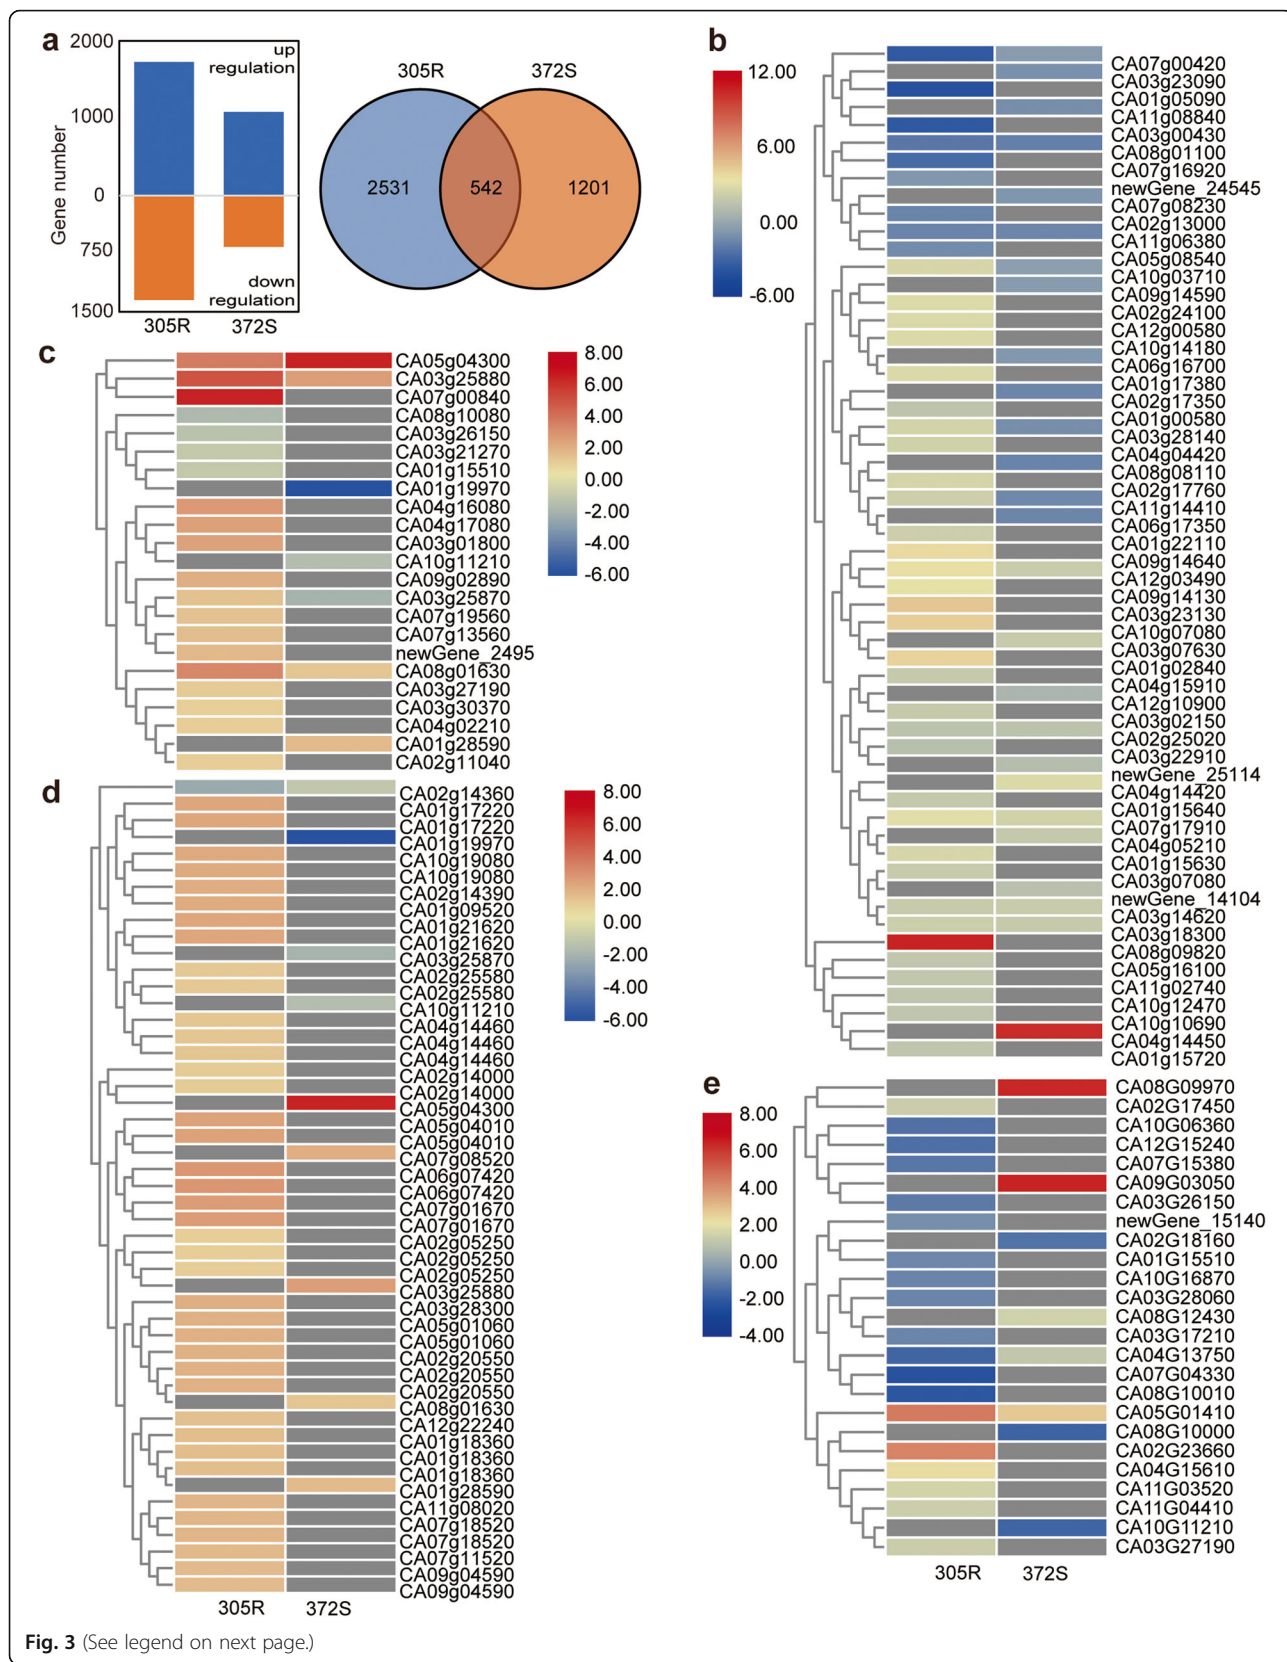 a
2000
1000
0
750
1500
Gene number
up
regulation
down
regulation
305R
372S
305R
372S
2531
542
1201
b
12.00
6.00
0.00
-6.00
CA07g00420
CA03g23090
CA01g05090
CA11g08840
CA03g00430
CA08g01100
CA07g16920
newGene_24545
CA07g08230
CA02g13000
CA11g06380
CA05g08540
CA10g03710
CA09g14590
CA02g24100
CA12g00580
CA10g14180
CA06g16700
CA01g17380
CA02g17350
CA01g00580
CA03g28140
CA04g04420
CA08g08110
CA02g17760
CA11g14410
CA06g17350
CA01g22110
CA09g14640
CA12g03490
CA09g14130
CA03g23130
CA10g07080
CA03g07630
CA01g02840
CA04g15910
CA12g10900
CA03g02150
CA02g25020
CA03g22910
newGene_25114
CA04g14420
CA01g15640
CA07g17910
CA04g05210
CA01g15630
CA03g07080
newGene_14104
CA03g14620
CA03g18300
CA08g09820
CA05g16100
CA11g02740
CA10g12470
CA10g10690
CA04g14450
CA01g15720
c
CA05g04300
CA03g25880
CA07g00840
CA08g10080
CA03g26150
CA03g21270
CA01g15510
CA01g19970
CA04g16080
CA04g17080
CA03g01800
CA10g11210
CA09g02890
CA03g25870
CA07g19560
CA07g13560
newGene_2495
CA08g01630
CA03g27190
CA03g30370
CA04g02210
CA01g28590
CA02g11040
8.00
6.00
4.00
2.00
0.00
-2.00
-4.00
-6.00
d
CA02g14360
CA01g17220
CA01g17220
CA01g19970
CA10g19080
CA10g19080
CA02g14390
CA01g09520
CA01g21620
CA01g21620
CA03g25870
CA02g25580
CA02g25580
CA10g11210
CA04g14460
CA04g14460
CA04g14460
CA02g14000
CA02g14000
CA05g04300
CA05g04010
CA05g04010
CA07g08520
CA06g07420
CA06g07420
CA07g01670
CA07g01670
CA02g05250
CA02g05250
CA02g05250
CA03g25880
CA03g28300
CA05g01060
CA05g01060
CA02g20550
CA02g20550
CA02g20550
CA08g01630
CA12g22240
CA01g18360
CA01g18360
CA01g18360
CA01g28590
CA11g08020
CA07g18520
CA07g18520
CA07g11520
CA09g04590
CA09g04590
305R
372S
8.00
6.00
4.00
2.00
0.00
-2.00
-4.00
-6.00
e
8.00
6.00
4.00
2.00
0.00
-2.00
-4.00
CA08G09970
CA02G17450
CA10G06360
CA12G15240
CA07G15380
CA09G03050
CA03G26150
newGene_15140
CA02G18160
CA01G15510
CA10G16870
CA03G28060
CA08G12430
CA03G17210
CA04G13750
CA07G04330
CA08G10010
CA05G01410
CA08G10000
CA02G23660
CA04G15610
CA11G03520
CA11G04410
CA10G11210
CA03G27190
305R
372S
Fig. 3 (See legend on next page.)